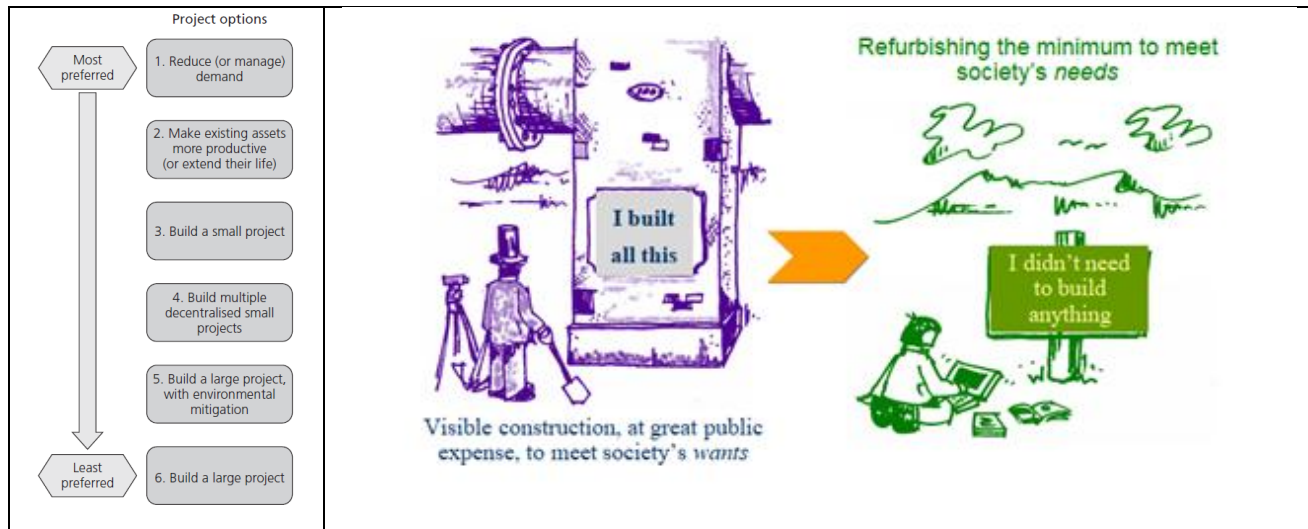 Project options
Most
preferred
1. Reduce (or manage)
demand
2. Make existing assets
more productive
(or extend their life)
3. Build a small project
4. Build multiple
decentralised small
projects
5. Build a large project,
with environmental
mitigation
Least
preferred
6. Build a large project
I built
all this
Visible construction, at great public
expense, to meet society's wants
Refurbishing the minimum to meet
society's needs
I didn't need
to build
anything